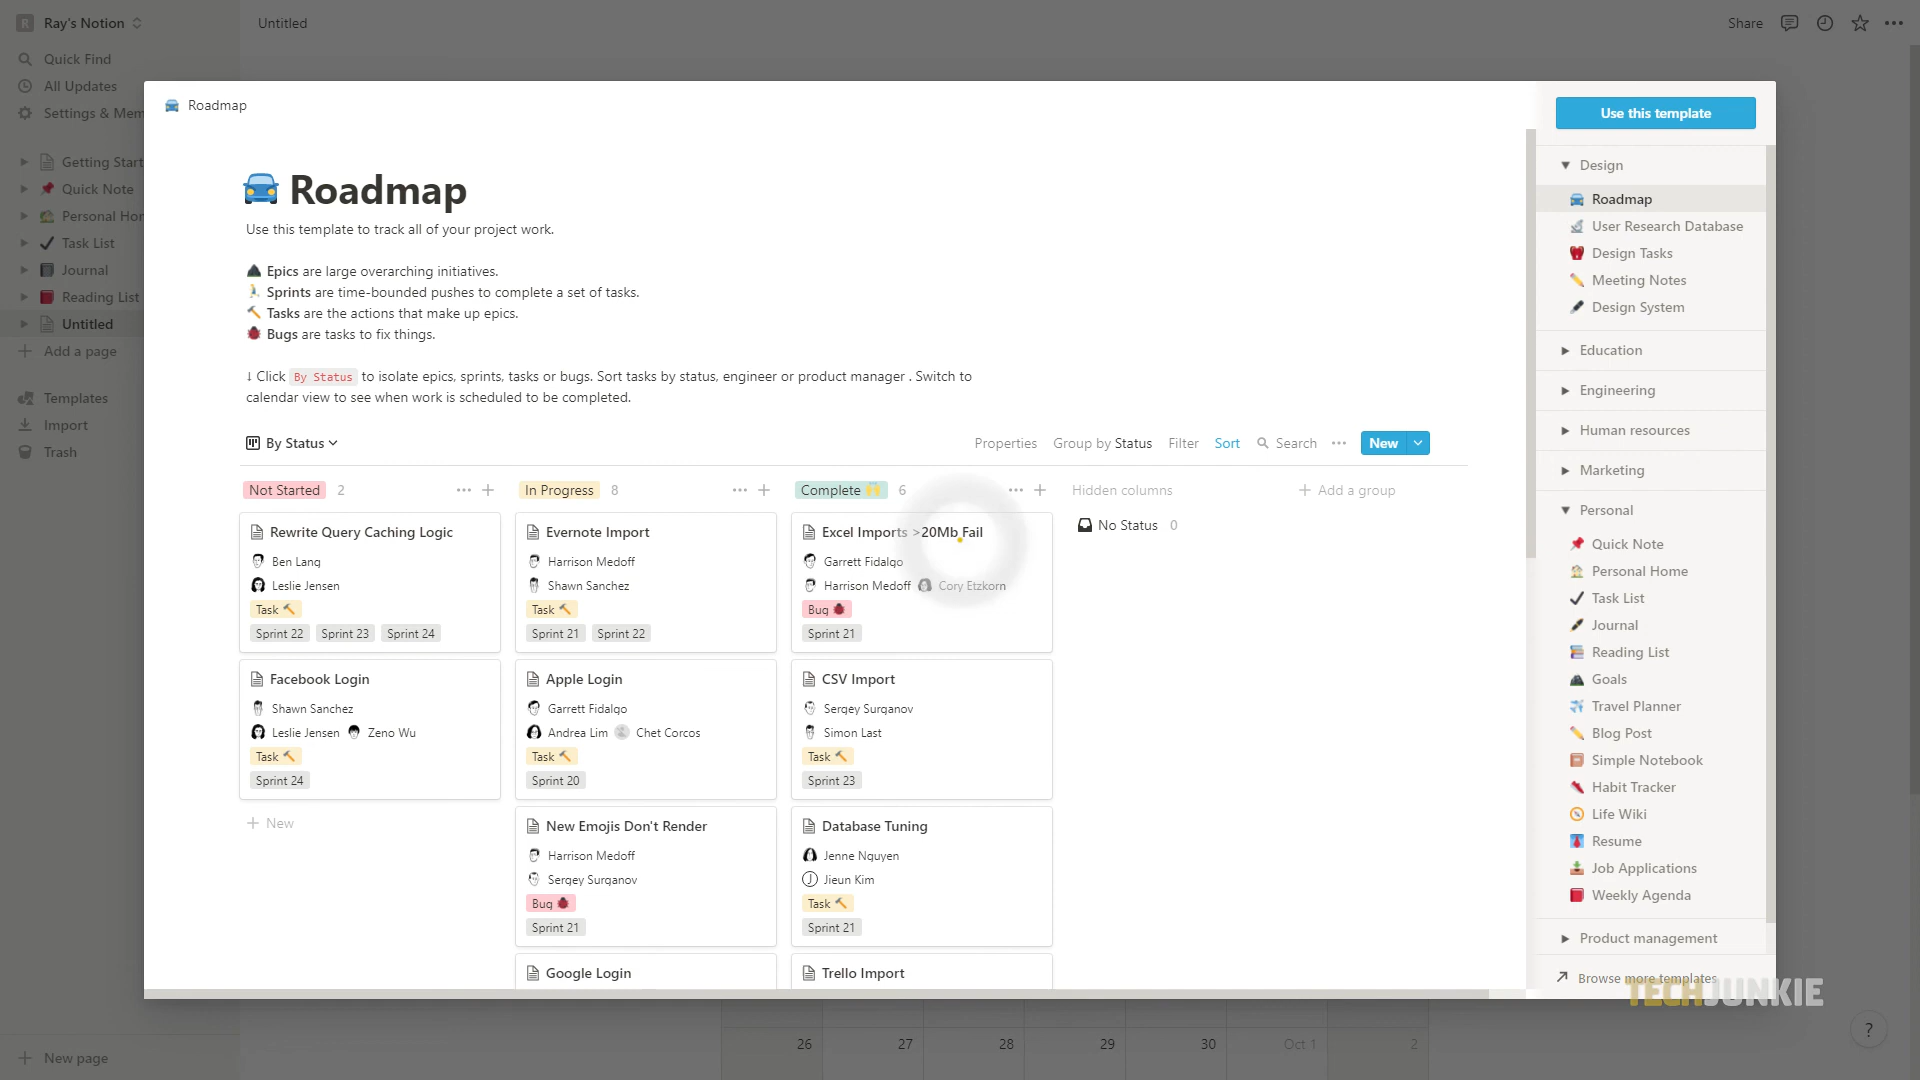 R Ray's Notion
Untitled
Share
Quick Find
All Updates
Settings & Mem
Getting Start
Quick Note
Personal Hon
Task List
Journal
Reading List
Untitled
Add a page
Templates
Import
Trash
New page
Roadmap
Roadmap
Use this template to track all of your project work.
Epics are large overarching initiatives.
Sprints are time-bounded pushes to complete a set of tasks.
Tasks are the actions that make up epics.
Bugs are tasks to fix things.
↓ Click By Status to isolate epics, sprints, tasks or bugs. Sort tasks by status, engineer or product manager . Switch to
calendar view to see when work is scheduled to be completed.
By Status
Properties Group by Status Filter Sort Search New
Not Started 2
Rewrite Query Caching Logic
Ben Lang
Leslie Jensen
Task
Sprint 22 Sprint 23 Sprint 24
Facebook Login
Shawn Sanchez
Leslie Jensen Zeno Wu
Task
Sprint 24
+ New
In Progress 8
Evernote Import
Harrison Medoff
Shawn Sanchez
Task
Sprint 21 Sprint 22
Apple Login
Garrett Fidalgo
Andrea Lim Chet Corcos
Task
Sprint 20
New Emojis Don't Render
Harrison Medoff
Sergey Surganov
Bug
Sprint 21
Google Login
Complete 6
Excel Imports >20Mb Fail
Garrett Fidalgo
Harrison Medoff Cory Etzkorn
Bug
Sprint 21
CSV Import
Sergey Surganov
Simon Last
Task
Sprint 23
Database Tuning
Jenne Nguyen
J Jieun Kim
Task
Sprint 21
Trello Import
Hidden columns
No Status 0
+ Add a group
Use this template
Design
Roadmap
User Research Database
Design Tasks
Meeting Notes
Design System
Education
Engineering
Human resources
Marketing
Personal
Quick Note
Personal Home
Task List
Journal
Reading List
Goals
Travel Planner
Blog Post
Simple Notebook
Habit Tracker
Life Wiki
Resume
Job Applications
Weekly Agenda
Product management
Browse more templates
TECHJUNKIE
26 27 28 29 30 Oct 1 2
?